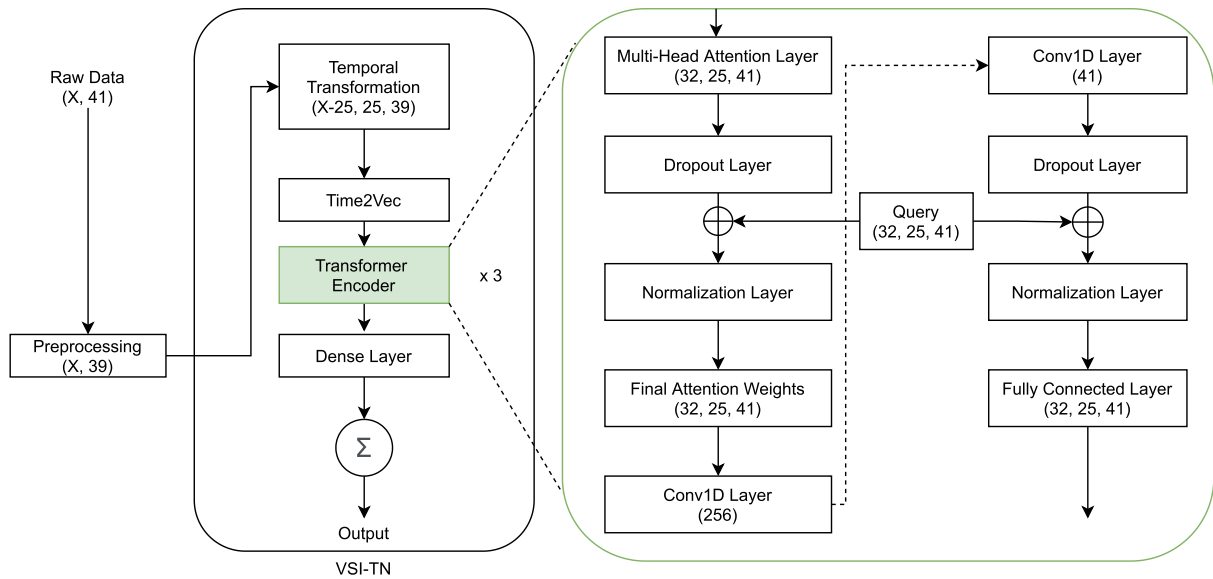 Raw Data
(X, 41)
Preprocessing
(X, 39)
Temporal
Transformation
(X-25, 25, 39)
Time2Vec
Transformer
Encoder
x 3
Dense Layer
Σ
Output
VSI-TN
Multi-Head Attention Layer
(32, 25, 41)
Dropout Layer
Normalization Layer
Final Attention Weights
(32, 25, 41)
Conv1D Layer
(256)
Query
(32, 25, 41)
Conv1D Layer
(41)
Dropout Layer
Normalization Layer
Fully Connected Layer
(32, 25, 41)